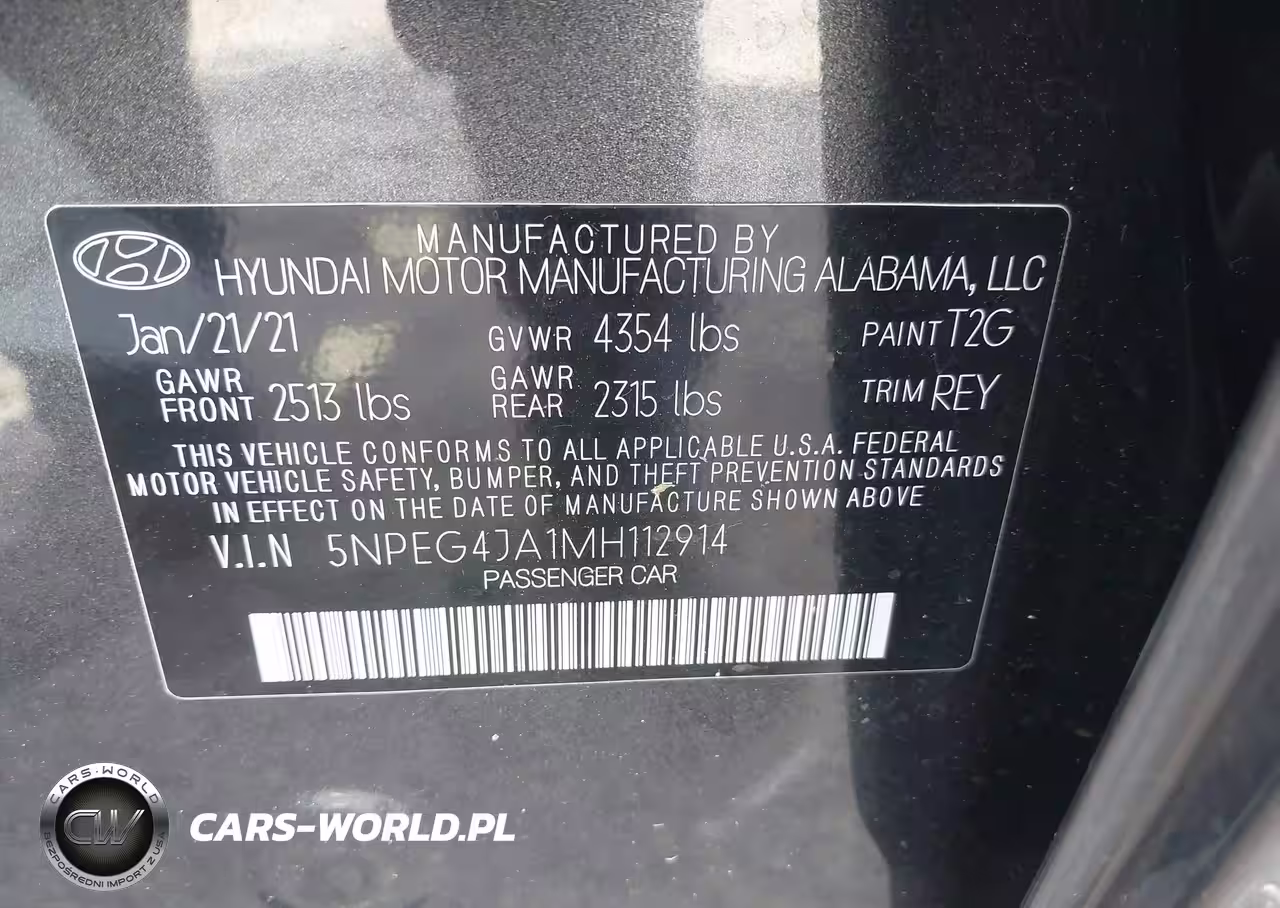 MANUFACTURED BY
HYUNDAI MOTOR MANUFACTURING ALABAMA, LLC
Jan/21/21 GVWR 4354 lbs PAINT T2G
GAWR FRONT 2513 lbs GAWR REAR 2315 lbs TRIM REY
THIS VEHICLE CONFORMS TO ALL APPLICABLE U.S.A. FEDERAL
MOTOR VEHICLE SAFETY, BUMPER, AND THEFT PREVENTION STANDARDS
IN EFFECT ON THE DATE OF MANUFACTURE SHOWN ABOVE
V.I.N 5NPEG4JA1MH112914
PASSENGER CAR
CARS-WORLD
CW
BEZPOŚREDNI IMPORT Z USA
CARS-WORLD.PL